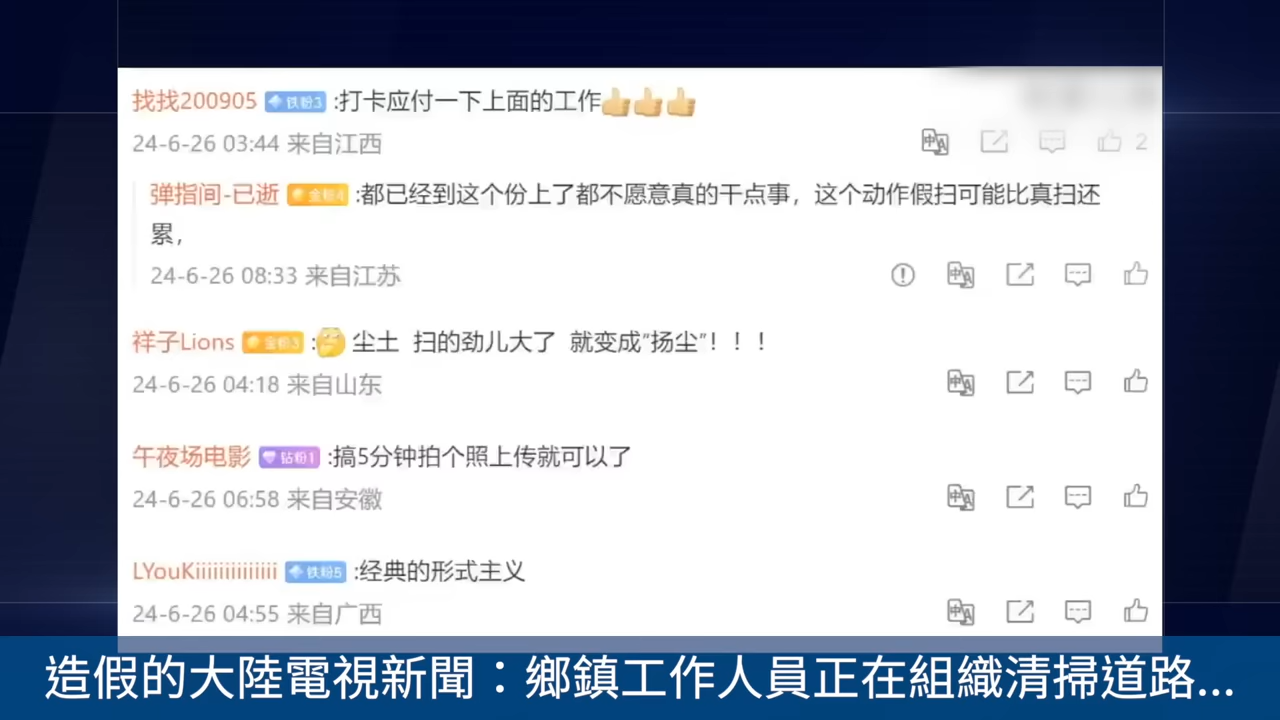 找找200905 铁粉3 :打卡应付一下上面的工作👍👍👍
24-6-26 03:44 来自江西
2
弹指间-已逝 金粉4 :都已经到这个份上了都不愿意真的干点事，这个动作假扫可能比真扫还
累，
24-6-26 08:33 来自江苏
祥子Lions 金粉3 :🤔 尘土 扫的劲儿大了 就变成“扬尘”！！！
24-6-26 04:18 来自山东
午夜场电影 钻粉1 :搞5分钟拍个照上传就可以了
24-6-26 06:58 来自安徽
LYouKiiiiiiiiiiiiii 铁粉5 :经典的形式主义
24-6-26 04:55 来自广西
造假的大陸電視新聞：鄉鎮工作人員正在組織清掃道路...